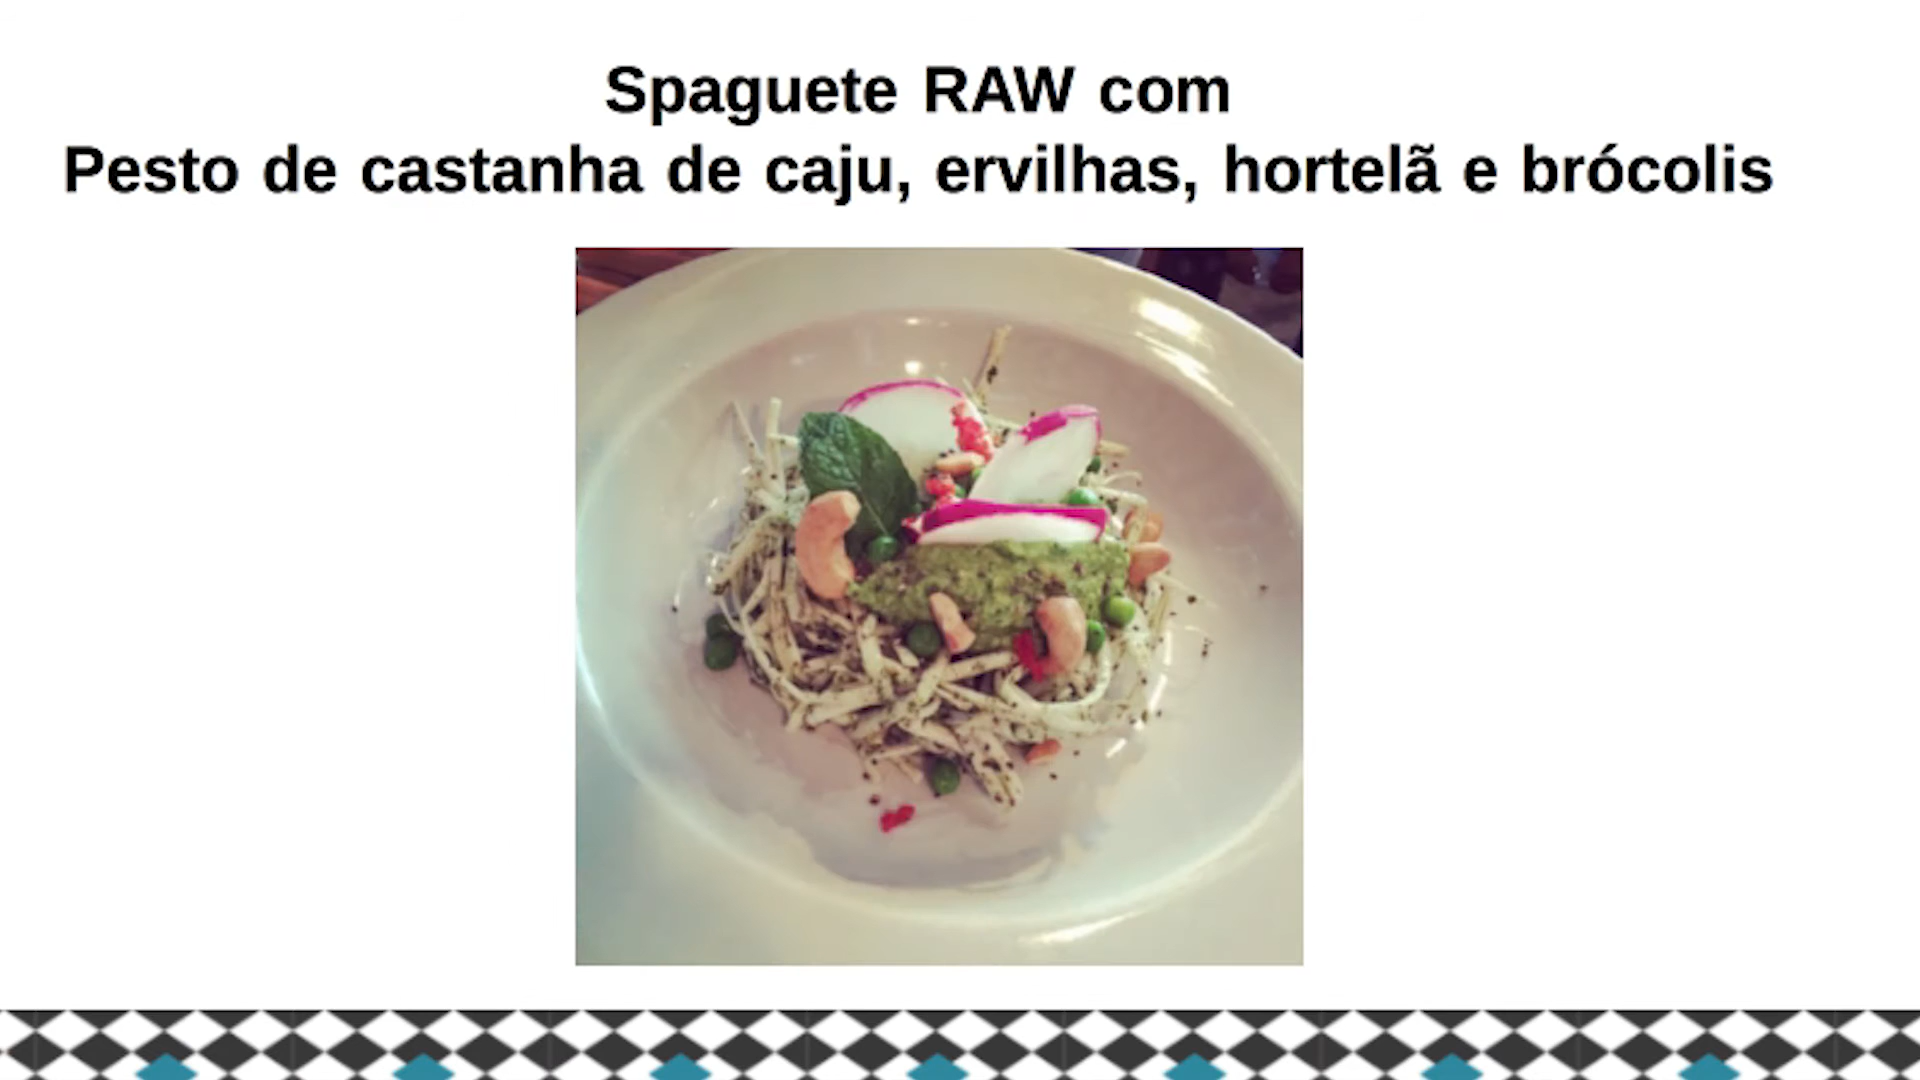 Spaguete RAW com
Pesto de castanha de caju, ervilhas, hortelã e brócolis